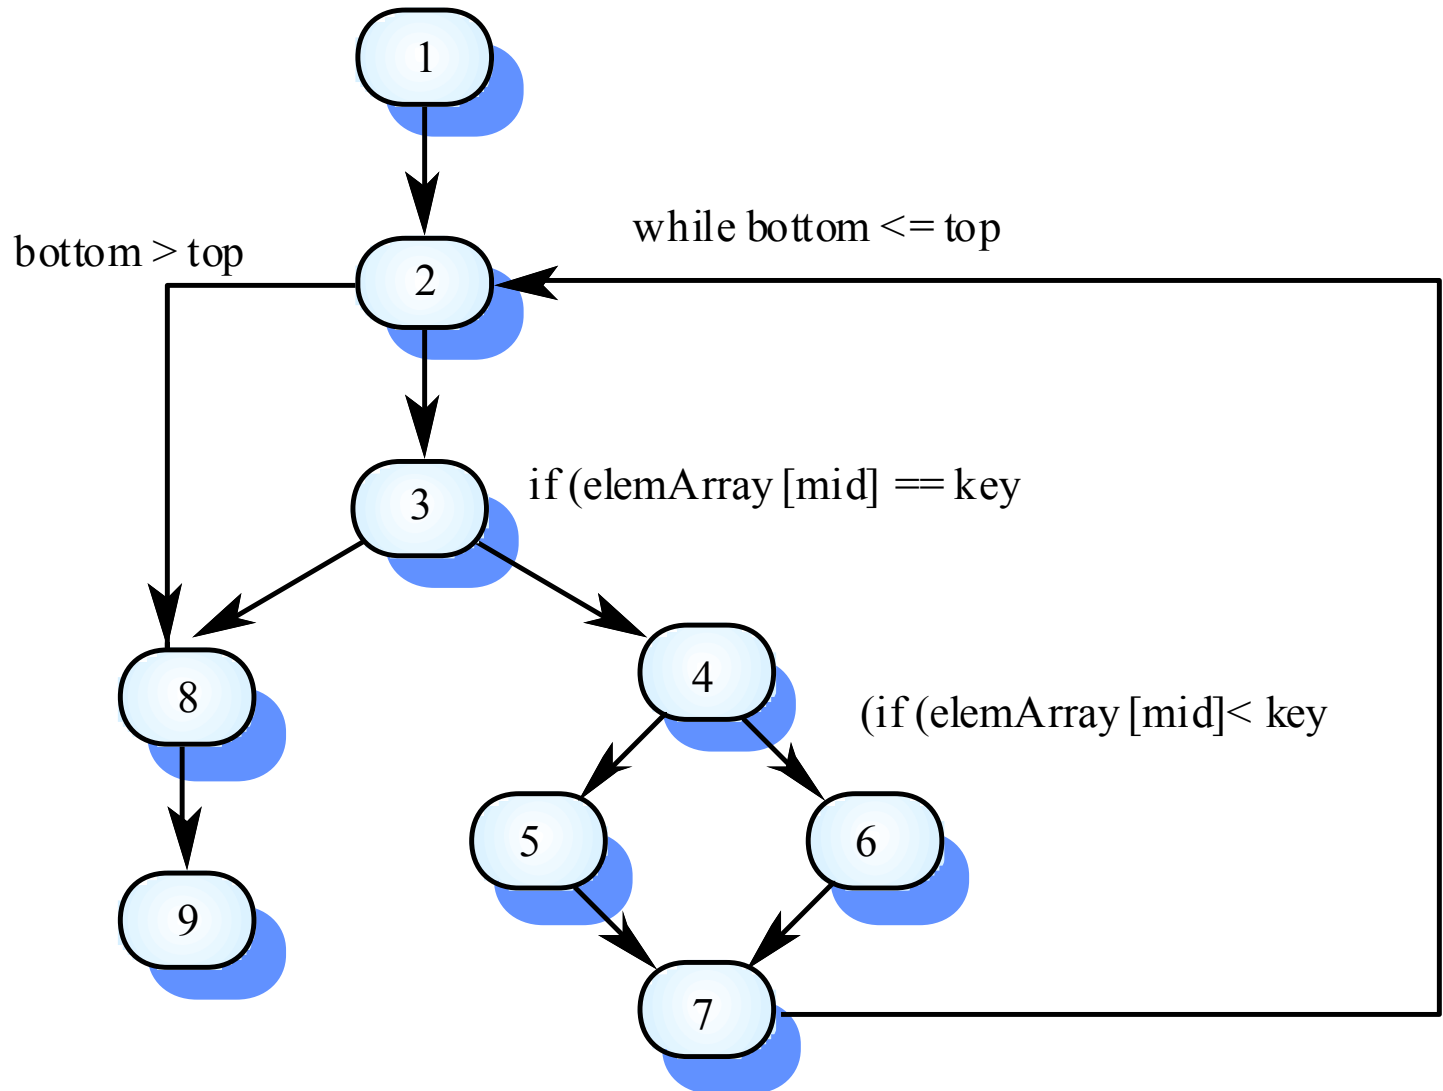 1
while bottom <= top
bottom > top
2
if (elemArray [mid] == key
3
4
8
(if (elemArray [mid]< key
5
6
9
7